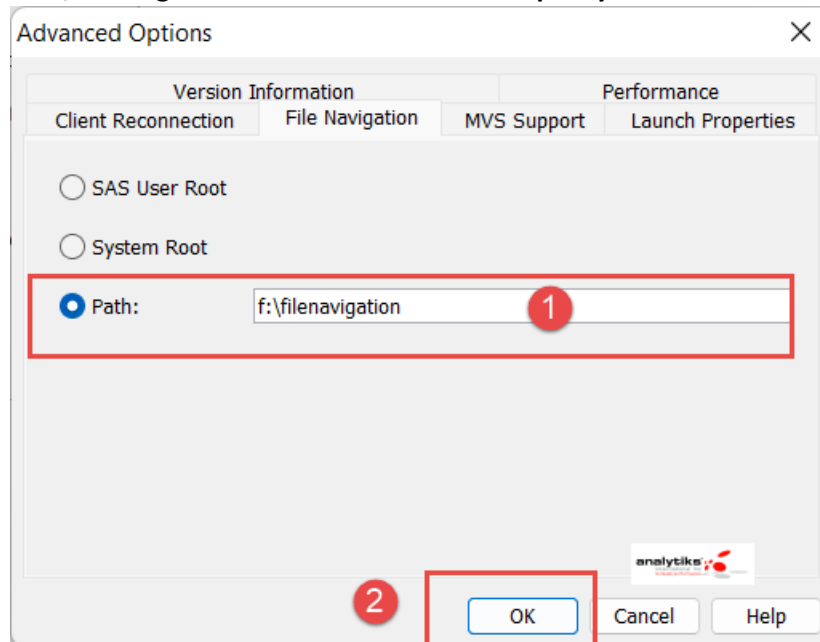 Advanced Options
Version Information Performance
Client Reconnection File Navigation MVS Support Launch Properties
SAS User Root
System Root
Path: f:\filenavigation 1
analytiks
2 OK Cancel Help